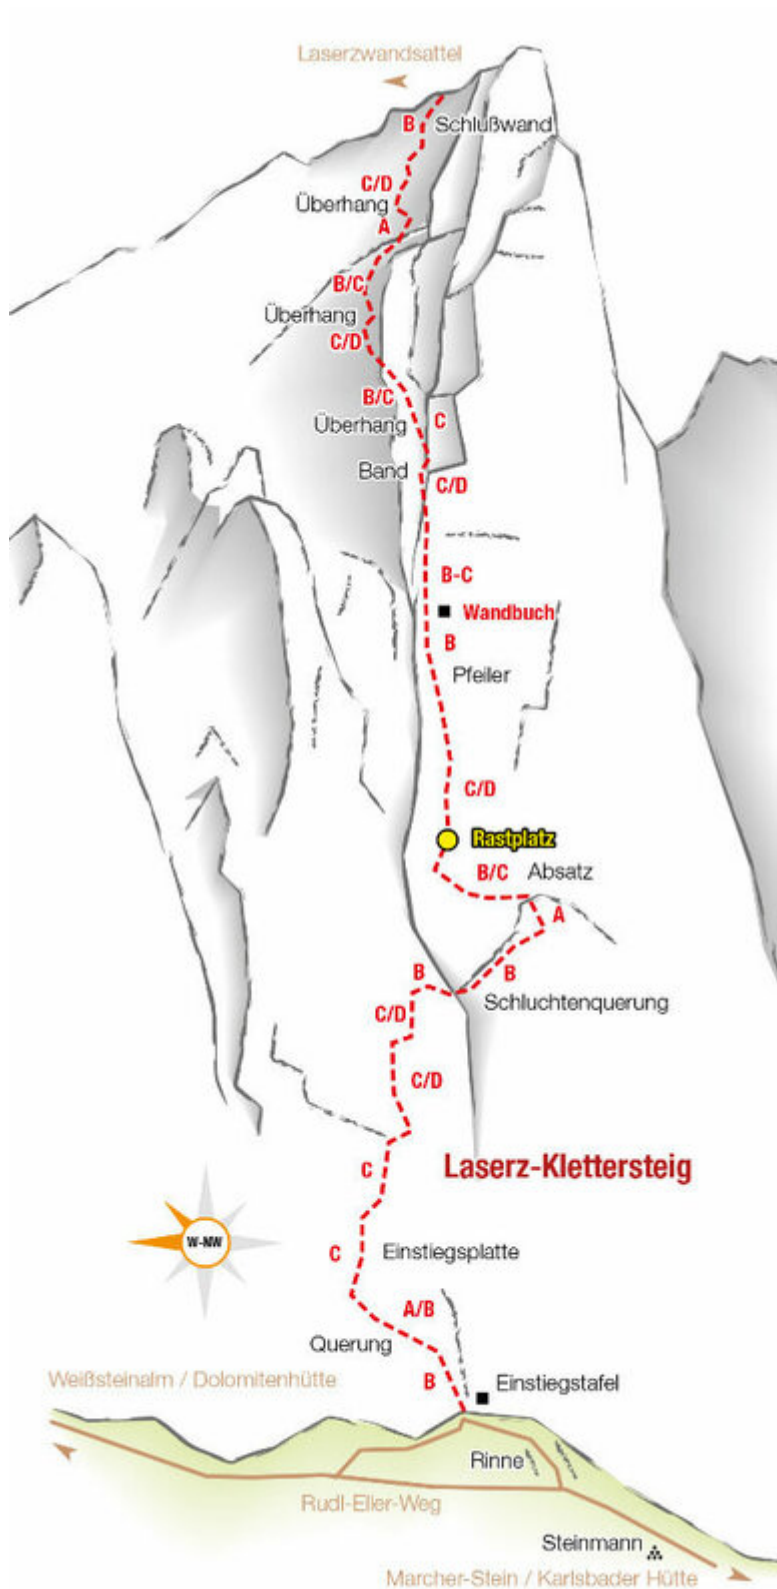 Laserzwandsattel
B
Schlußwand
C/D
Überhang
A
B/C
Überhang
C/D
B/C
C
Überhang
Band
C/D
B-C
Wandbuch
B
Pfeiler
C/D
Rastplatz
B/C
Absatz
A
B
B
Schluchtenquerung
C/D
C/D
Laserz-Klettersteig
C
W-NW
C
Einstiegsplatte
A/B
Querung
Weißsteinalm / Dolomitenhütte
B
Einstiegstafel
Rinne
Rudl-Eller-Weg
Steinmann
Marcher-Stein / Karlsbader Hütte